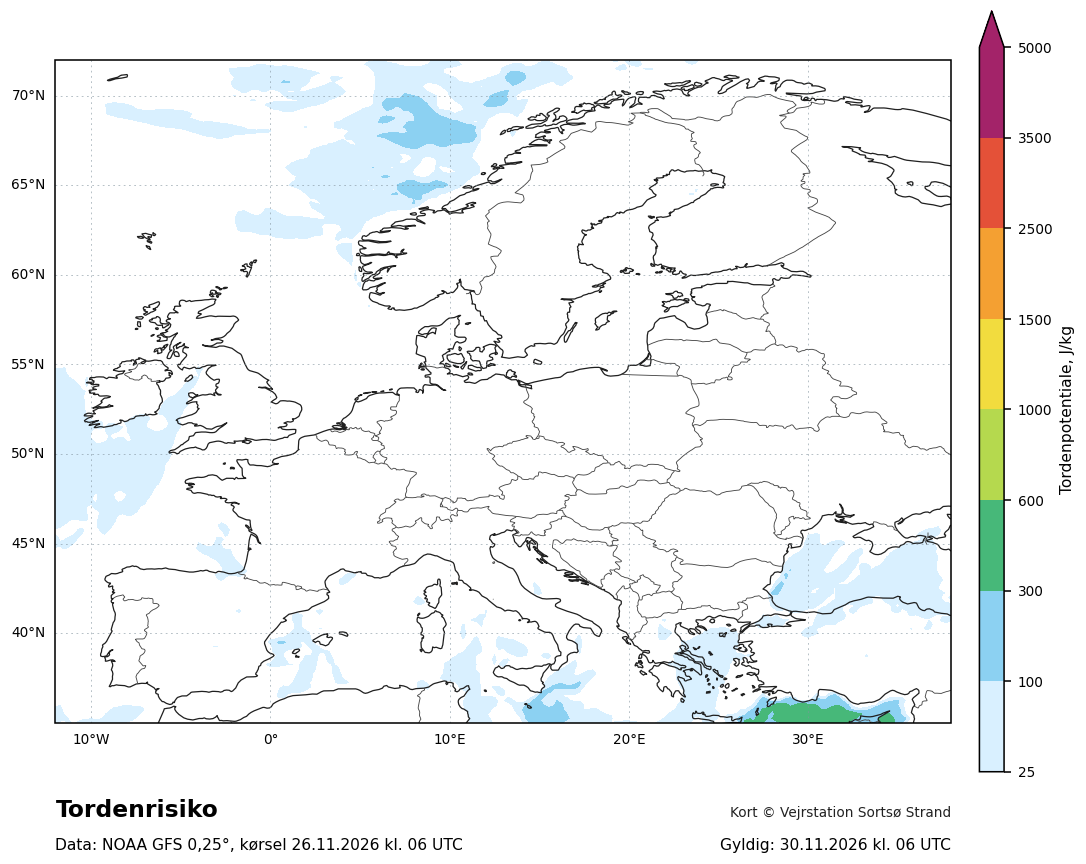 70°N
65°N
60°N
55°N
50°N
45°N
40°N
10°W
0°
10°E
20°E
30°E
5000
3500
2500
1500
1000
600
300
100
25
Tordenpotentiale, J/kg
Tordenrisiko
Kort © Vejrstation Sortsø Strand
Data: NOAA GFS 0,25°, kørsel 26.11.2026 kl. 06 UTC
Gyldig: 30.11.2026 kl. 06 UTC